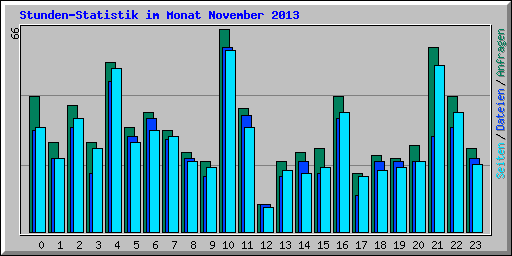 Stunden-Statistik im Monat November 2013
66
Seiten / Dateien / Anfragen
0 1 2 3 4 5 6 7 8 9 10 11 12 13 14 15 16 17 18 19 20 21 22 23